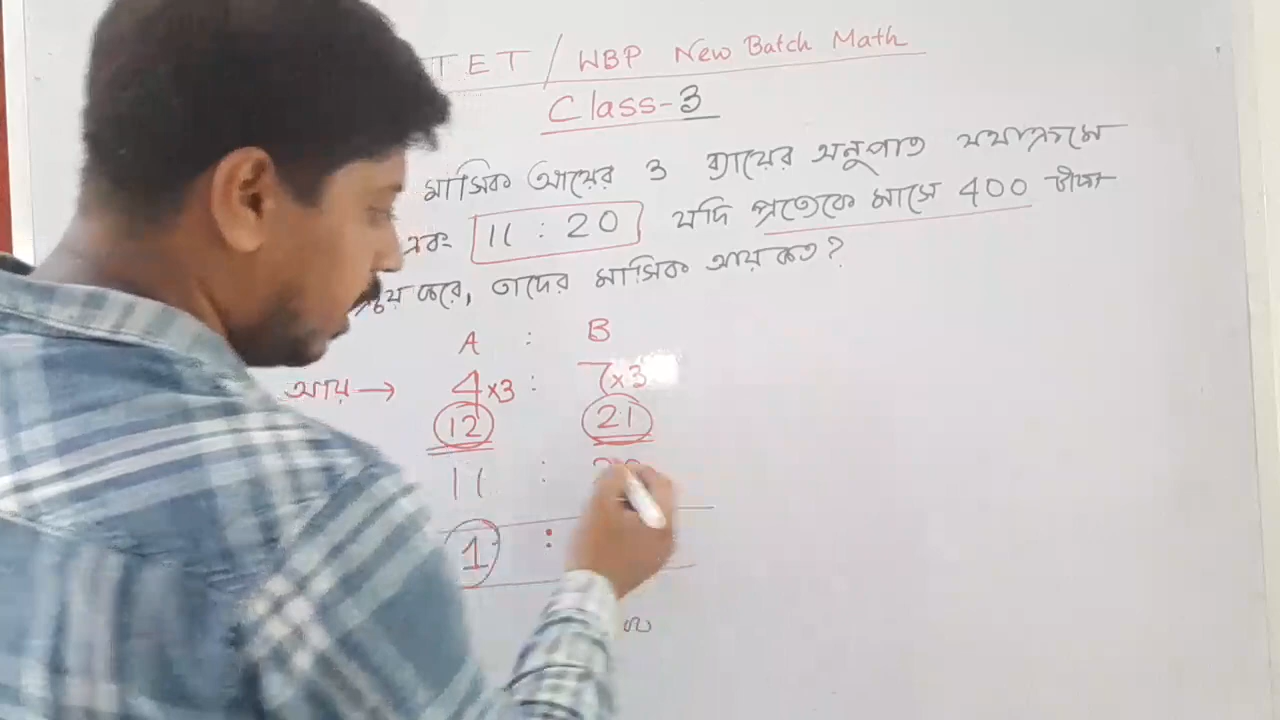 TET / WBP New Batch Math
Class-3
মাসিক আয়ের ও ব্যায়ের অনুপাত যথাক্রমে
এবং 11 : 20 যদি প্রত্যেকে মাসে 400 টাকা
করে, তাদের মাসিক আয় কত?
A : B
আয় → 4×3 : 7×3
12 21
11 :
1 :